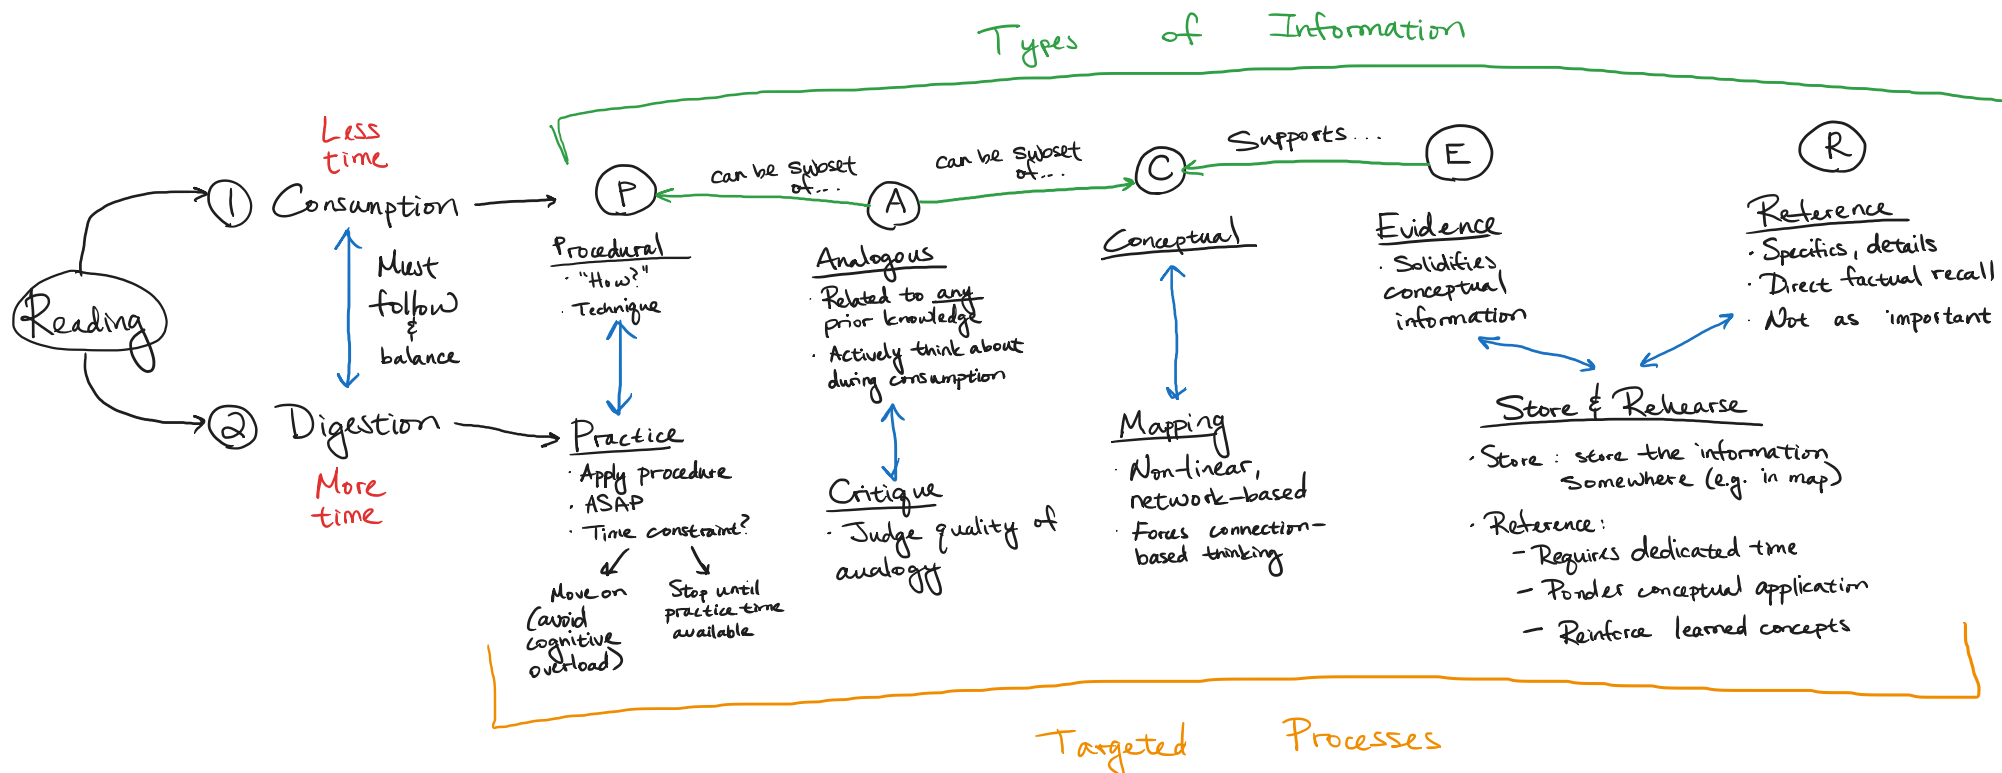 Types of Information
Less
time
1 Consumption
Must
follow
&
balance
Reading
2 Digestion
More
time
P
can be subset
of...
A
can be subset
of...
C
Supports...
E
R
Procedural
· "How?"
· Technique
Analogous
· Related to any
prior knowledge
· Actively think about
during consumption
Conceptual
Evidence
· Solidifies
conceptual
information
Reference
· Specifics, details
· Direct factual recall
· Not as important
Practice
· Apply procedure
· ASAP
· Time constraint?
Move on
(avoid
cognitive
overload)
Stop until
practice time
available
Critique
· Judge quality of
analogy
Mapping
· Non-linear,
network-based
· Forces connection-
based thinking
Store & Rehearse
· Store: store the information
somewhere (e.g. in map)
· Reference:
- Requires dedicated time
- Ponder conceptual application
- Reinforce learned concepts
Targeted Processes